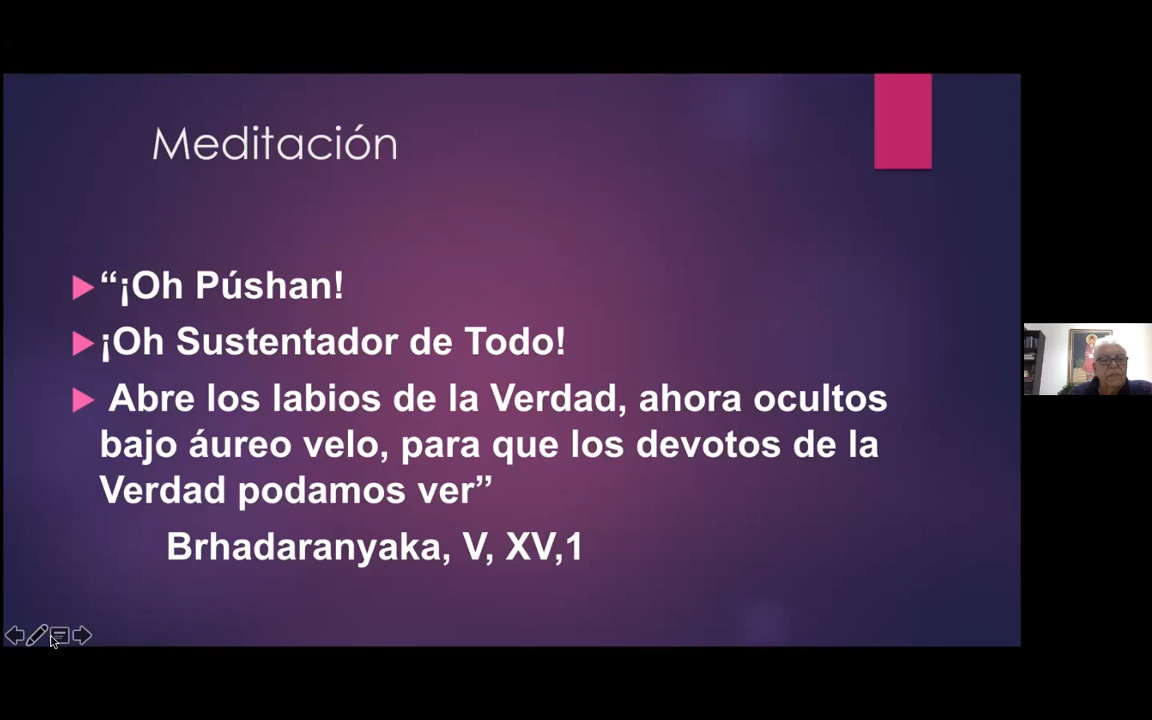 Meditación
“¡Oh Púshan!
¡Oh Sustentador de Todo!
Abre los labios de la Verdad, ahora ocultos
bajo áureo velo, para que los devotos de la
Verdad podamos ver”
Brhadaranyaka, V, XV,1